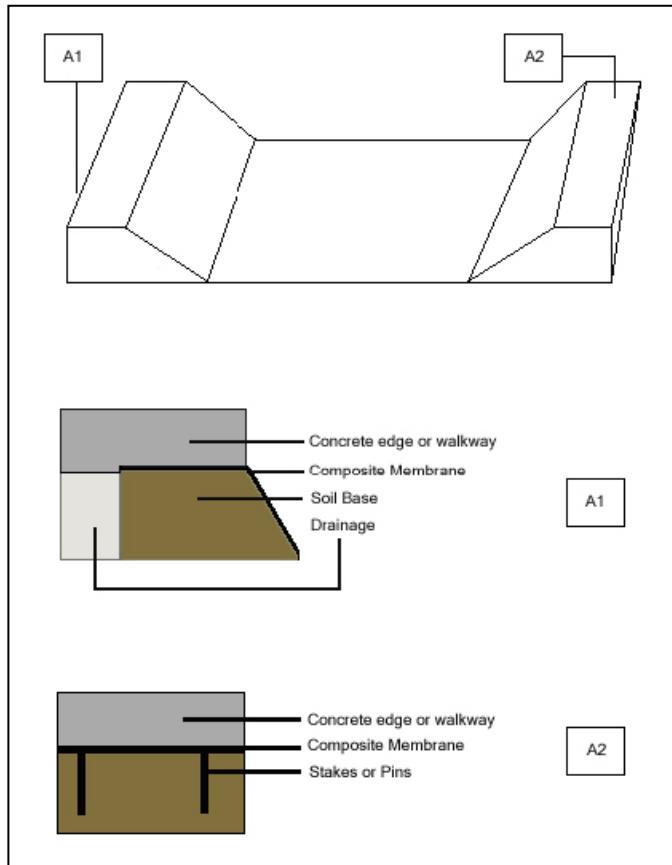 A1
A2
Concrete edge or walkway
Composite Membrane
Soil Base
Drainage
A1
Concrete edge or walkway
Composite Membrane
Stakes or Pins
A2